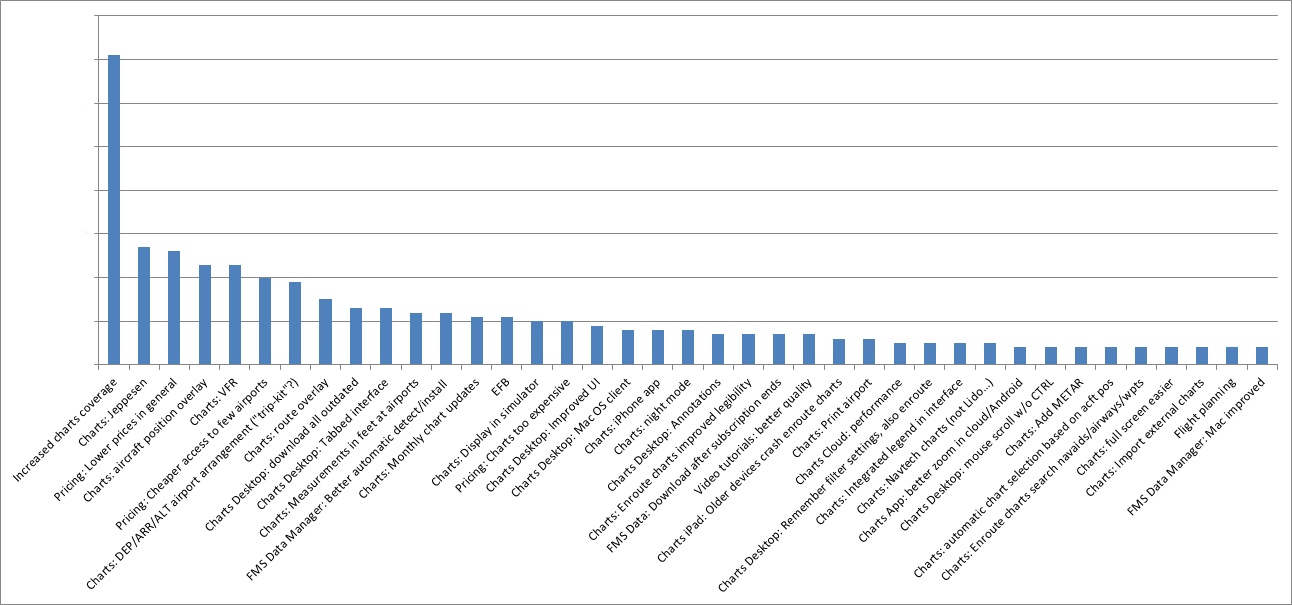 Increased charts coverage
Charts: Jeppesen
Pricing: Lower prices in general
Charts: aircraft position overlay
Charts: VFR
Pricing: Cheaper access to few airports
Charts: DEP/ARR/ALT airport arrangement ("trip-kit"?)
Charts: route overlay
Charts Desktop: download all outdated
Charts Desktop: Tabbed interface
Charts: Measurements in feet at airports
FMS Data Manager: Better automatic detect/install
Charts: Monthly chart updates
EFB
Charts: Display in simulator
Pricing: Charts too expensive
Charts Desktop: Improved UI
Charts Desktop: Mac OS client
Charts: iPhone app
Charts: night mode
Charts Desktop: Annotations
Charts: Enroute charts improved legibility
FMS Data: Download after subscription ends
Video tutorials: better quality
Charts iPad: Older devices crash enroute charts
Charts: Print airport
Charts Cloud: performance
Charts Desktop: Remember filter settings, also enroute
Charts: Integrated legend in interface
Charts: Navtech charts (not Lido...)
Charts App: better zoom in cloud/Android
Charts Desktop: mouse scroll w/o CTRL
Charts: Add METAR
Charts: automatic chart selection based on acft pos
Charts: Enroute charts search navaids/airways/wpts
Charts: full screen easier
Charts: Import external charts
Flight planning
FMS Data Manager: Mac improved